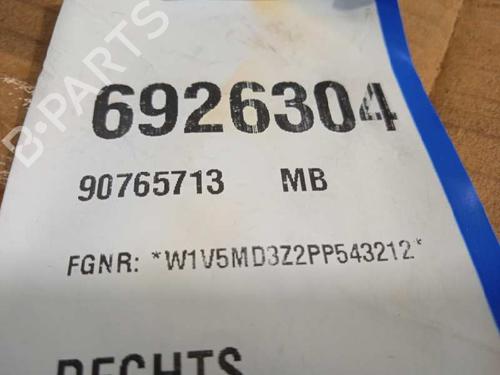 B-PARTS
6926304
90765713 MB
FGNR: *W1V5MD3Z2PP543212*
RECHTS